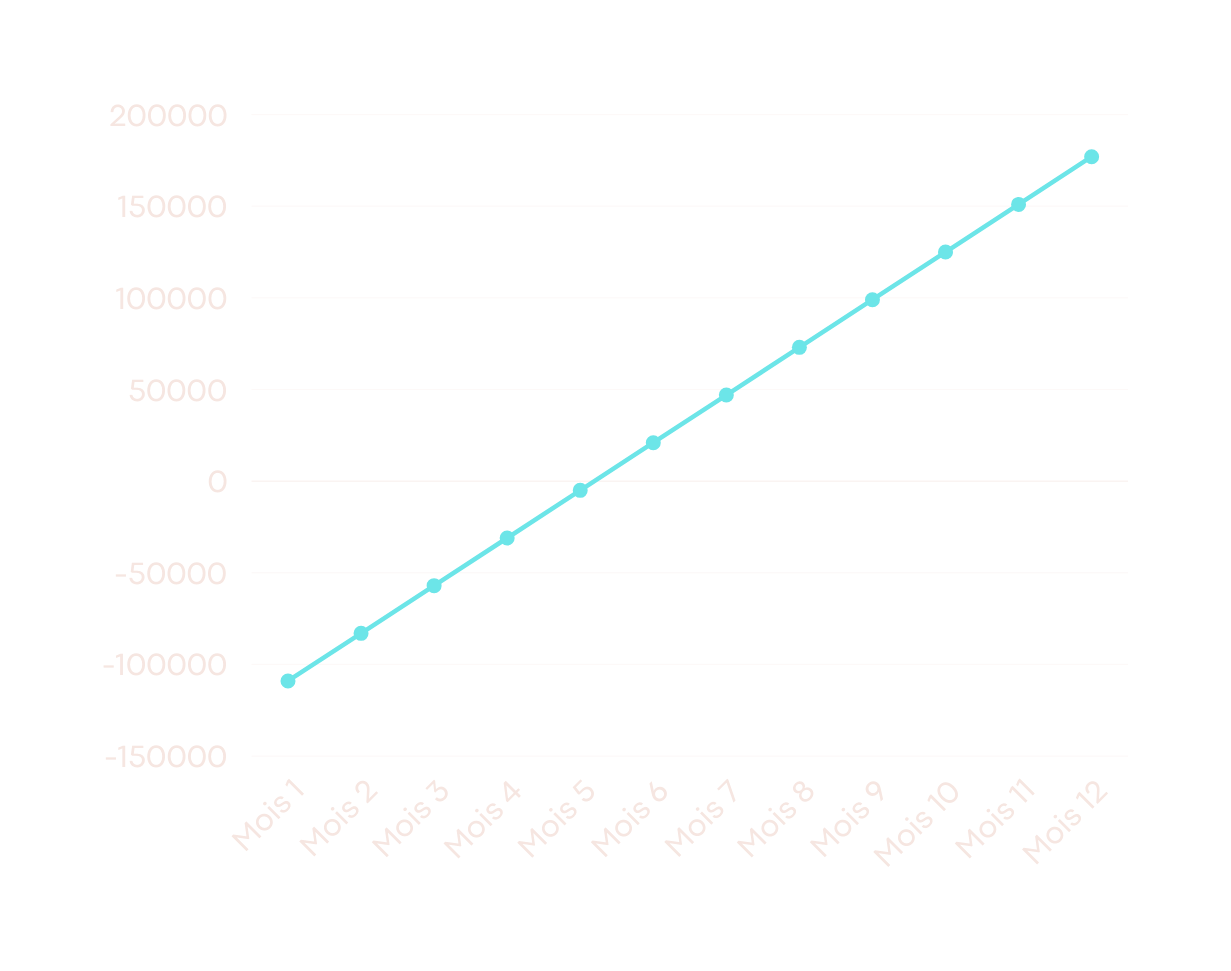 200000
150000
100000
50000
0
-50000
-100000
-150000
Mois 1
Mois 2
Mois 3
Mois 4
Mois 5
Mois 6
Mois 7
Mois 8
Mois 9
Mois 10
Mois 11
Mois 12